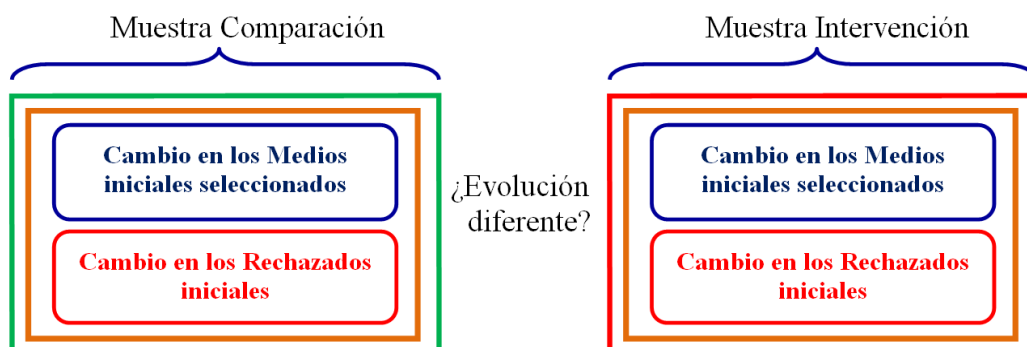 Muestra Comparación
Muestra Intervención
Cambio en los Medios
iniciales seleccionados
Cambio en los Rechazados
iniciales
¿Evolución
diferente?
Cambio en los Medios
iniciales seleccionados
Cambio en los Rechazados
iniciales